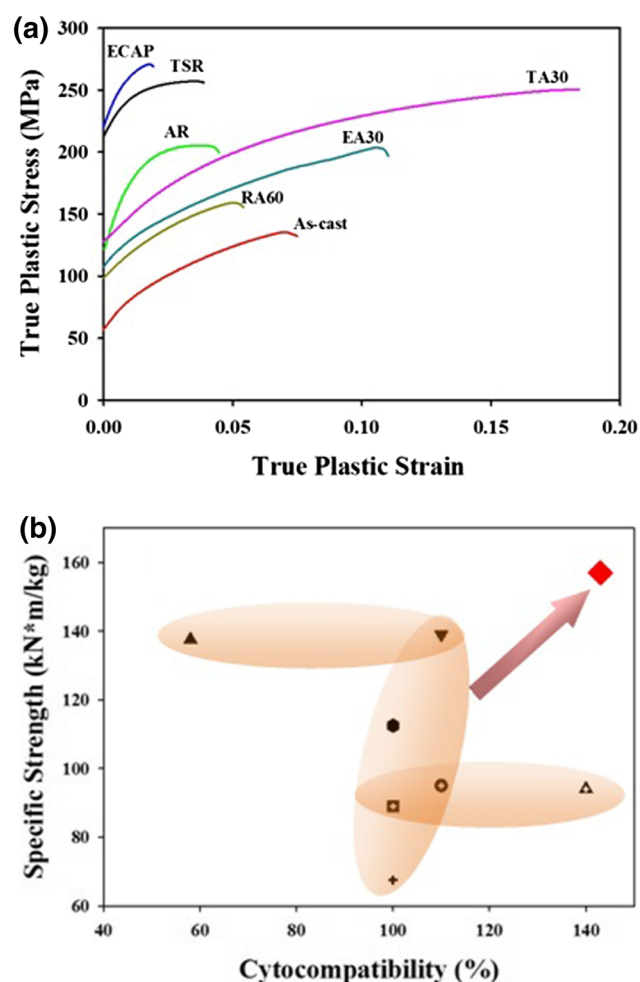 (a)
True Plastic Stress (MPa)
300
250
200
150
100
50
0
ECAP
TSR
TA30
AR
EA30
RA60
As-cast
0.00 0.05 0.10 0.15 0.20
True Plastic Strain
(b)
Specific Strength (kN*m/kg)
160
140
120
100
80
60
40 60 80 100 120 140
Cytocompatibility (%)